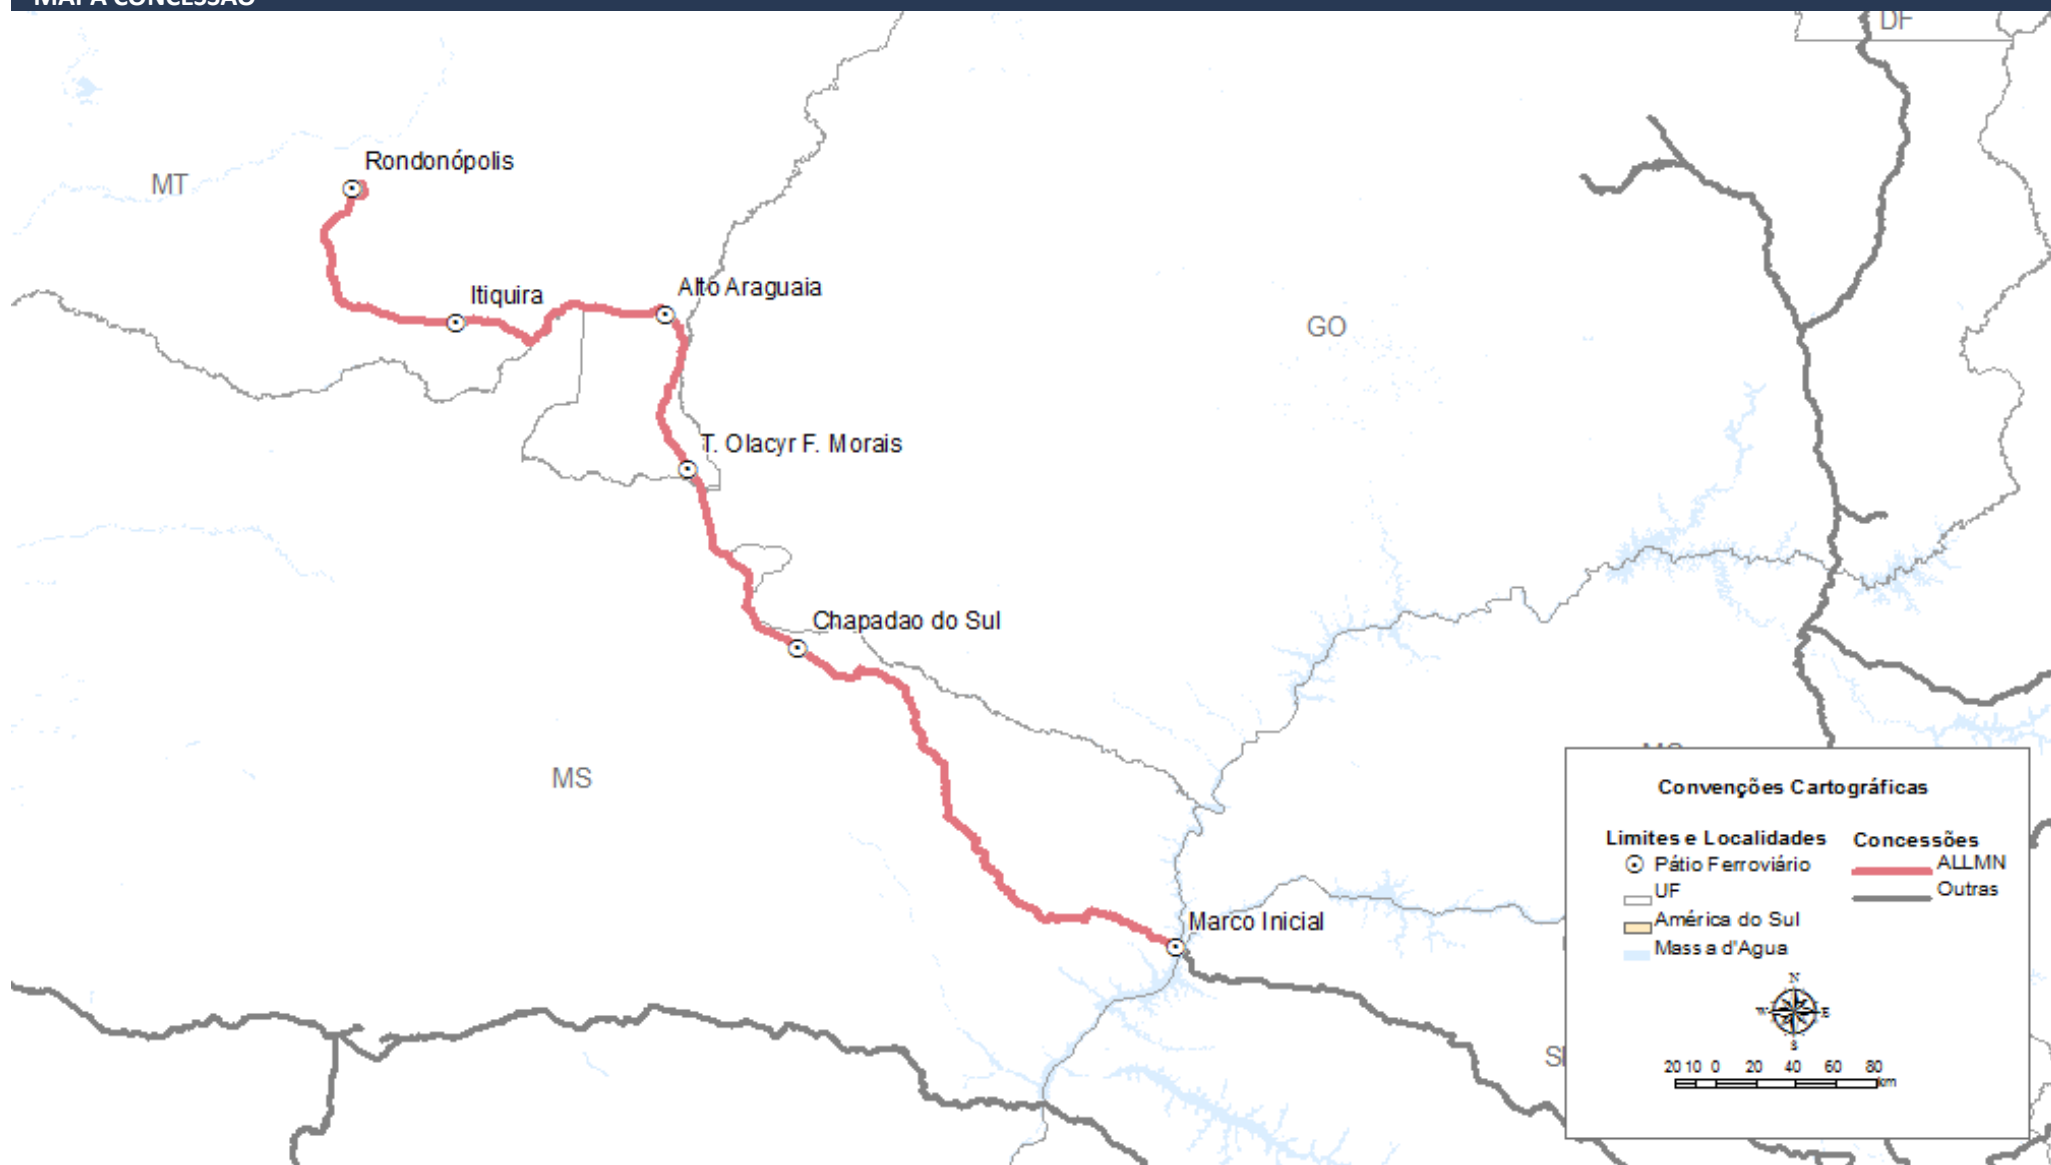 MAPA CONCESSÃO
DF
Rondonópolis
MT
Alto Araguaia
Itiquira
GO
T. Olacyr F. Morais
Chapadao do Sul
MS
Convenções Cartográficas
Limites e Localidades
Concessões
Pátio Ferroviário
ALLMN
UF
Outras
América do Sul
Massa d'Agua
Marco Inicial
N
W
E
S
20 10 0 20 40 60 80
km